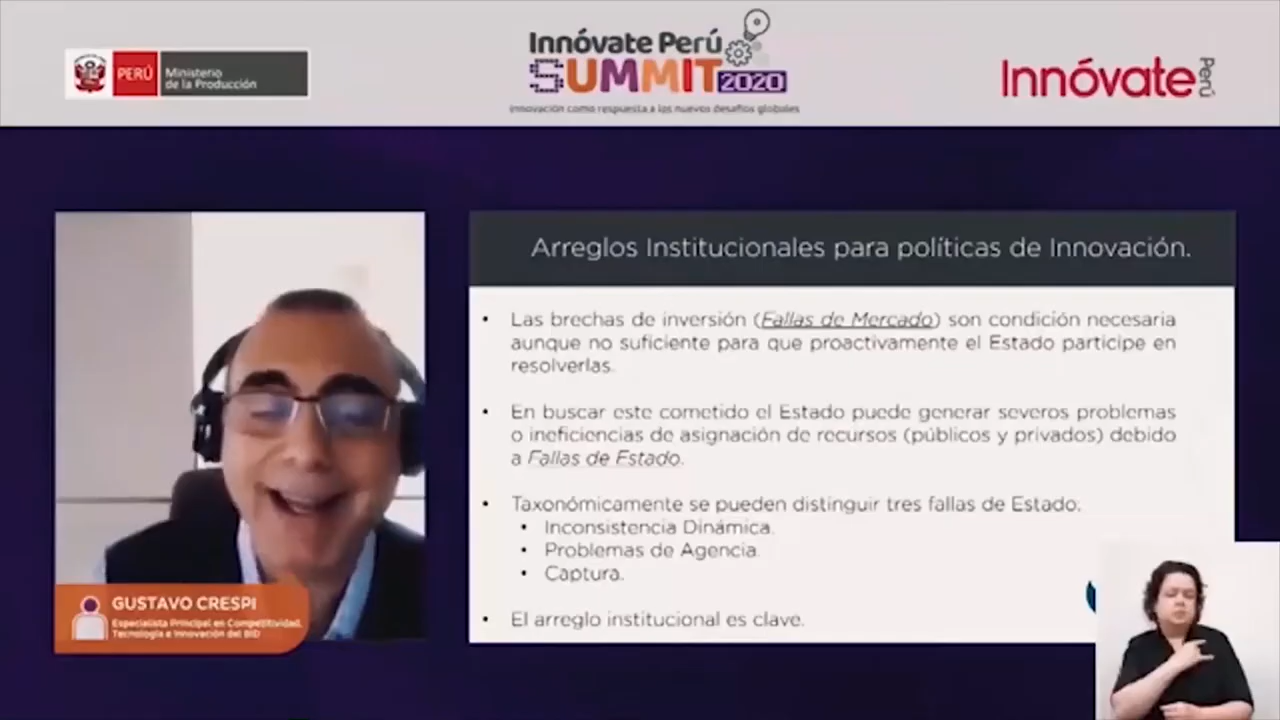 PERÚ
Ministerio
de la Producción
Innóvate Perú
SUMMIT 2020
innovación como respuesta a los nuevos desafíos globales
Innóvate Perú
Arreglos Institucionales para políticas de Innovación.
• Las brechas de inversión (Fallas de Mercado) son condición necesaria
aunque no suficiente para que proactivamente el Estado participe en
resolverlas.
• En buscar este cometido el Estado puede generar severos problemas
o ineficiencias de asignación de recursos (públicos y privados) debido
a Fallas de Estado.
• Taxonómicamente se pueden distinguir tres fallas de Estado:
• Inconsistencia Dinámica.
• Problemas de Agencia.
• Captura.
• El arreglo institucional es clave.
GUSTAVO CRESPI
Especialista Principal en Competitividad,
Tecnología e Innovación del BID